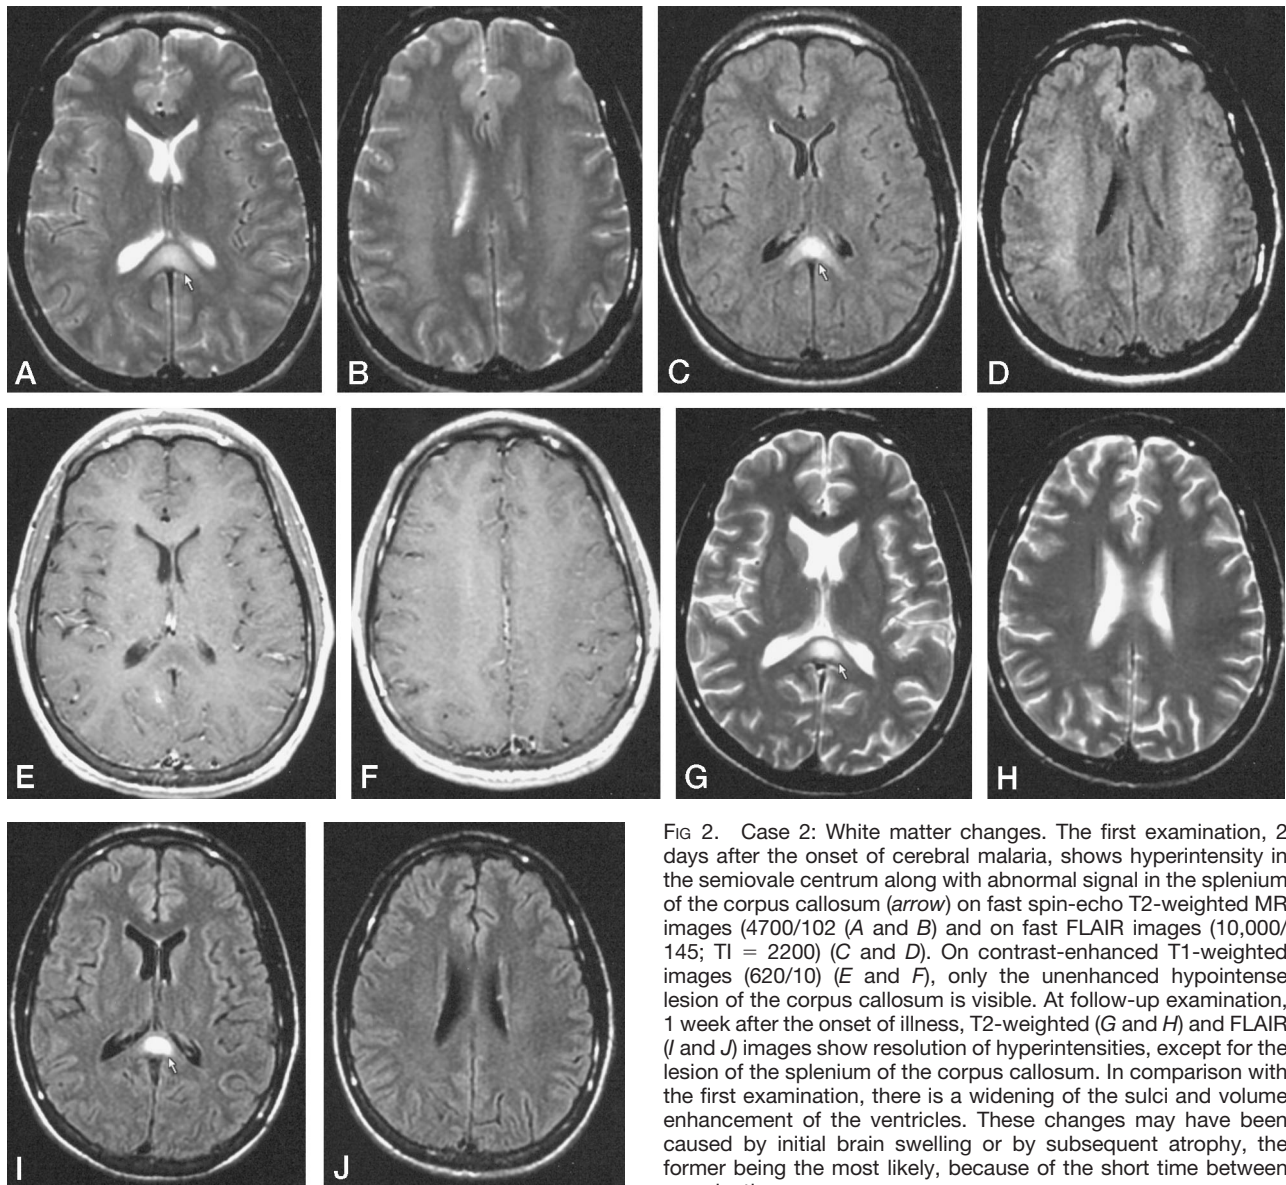 A
B
C
D
E
F
G
H
I
J
FIG 2. Case 2: White matter changes. The first examination, 2
days after the onset of cerebral malaria, shows hyperintensity in
the semiovale centrum along with abnormal signal in the splenium
of the corpus callosum (arrow) on fast spin-echo T2-weighted MR
images (4700/102 (A and B) and on fast FLAIR images (10,000/
145; TI = 2200) (C and D). On contrast-enhanced T1-weighted
images (620/10) (E and F), only the unenhanced hypointense
lesion of the corpus callosum is visible. At follow-up examination,
1 week after the onset of illness, T2-weighted (G and H) and FLAIR
(I and J) images show resolution of hyperintensities, except for the
lesion of the splenium of the corpus callosum. In comparison with
the first examination, there is a widening of the sulci and volume
enhancement of the ventricles. These changes may have been
caused by initial brain swelling or by subsequent atrophy, the
former being the most likely, because of the short time between